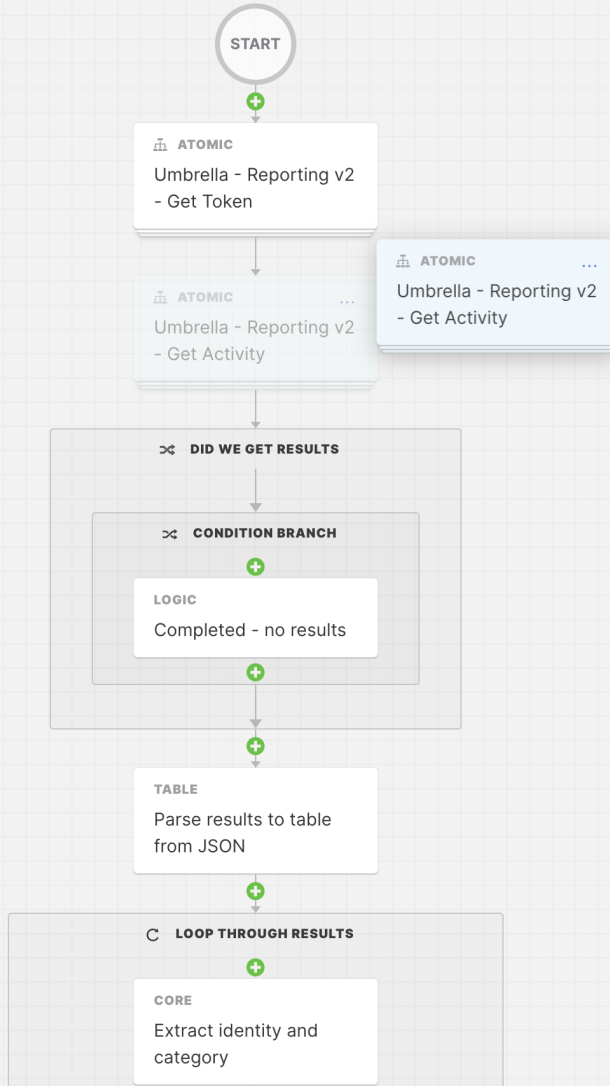 START
ATOMIC
Umbrella - Reporting v2
- Get Token
ATOMIC
...
Umbrella - Reporting v2
- Get Activity
ATOMIC
...
Umbrella - Reporting v2
- Get Activity
DID WE GET RESULTS
CONDITION BRANCH
LOGIC
Completed - no results
TABLE
Parse results to table
from JSON
LOOP THROUGH RESULTS
CORE
Extract identity and
category